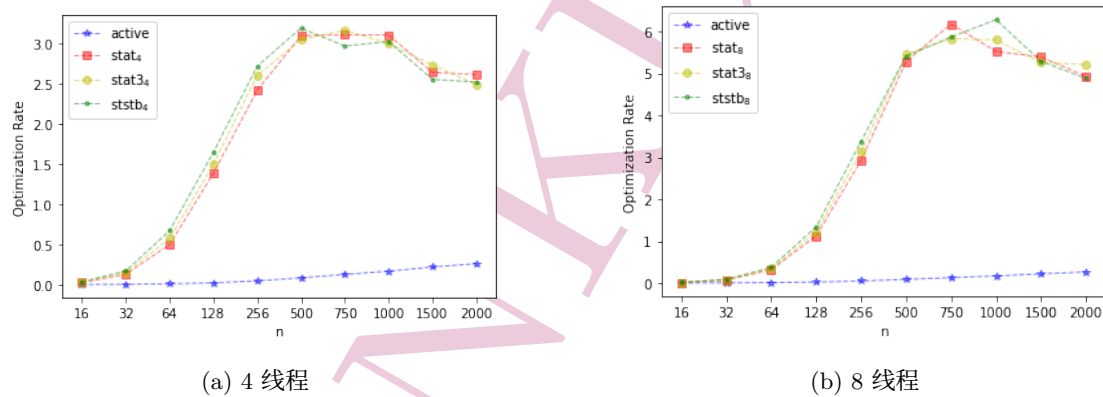 active
stat₄
stat3₄
ststb₄
Optimization Rate
3.0
2.5
2.0
1.5
1.0
0.5
0.0
16 32 64 128 256 500 750 1000 1500 2000
n
(a) 4 线程
active
stat₈
stat3₈
ststb₈
Optimization Rate
6
5
4
3
2
1
0
16 32 64 128 256 500 750 1000 1500 2000
n
(b) 8 线程